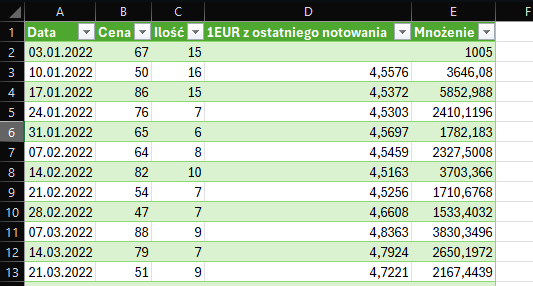 A B C D E F
1 Data Cena Ilość 1EUR z ostatniego notowania Mnożenie
2 03.01.2022 67 15 1005
3 10.01.2022 50 16 4,5576 3646,08
4 17.01.2022 86 15 4,5372 5852,988
5 24.01.2022 76 7 4,5303 2410,1196
6 31.01.2022 65 6 4,5697 1782,183
7 07.02.2022 64 8 4,5459 2327,5008
8 14.02.2022 82 10 4,5163 3703,366
9 21.02.2022 54 7 4,5256 1710,6768
10 28.02.2022 47 7 4,6608 1533,4032
11 07.03.2022 88 9 4,8363 3830,3496
12 14.03.2022 79 7 4,7924 2650,1972
13 21.03.2022 51 9 4,7221 2167,4439